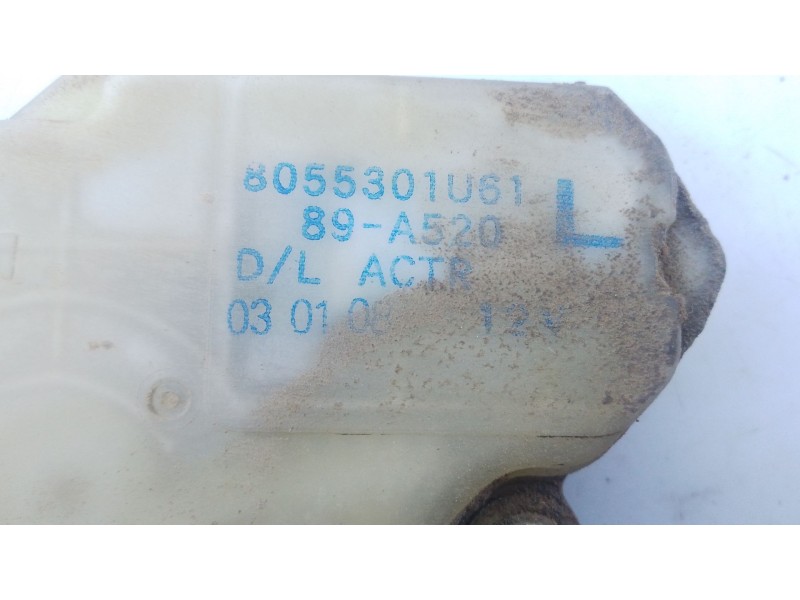 8055301U61
89-A520 L
D/L ACTR
03 01 08 12V